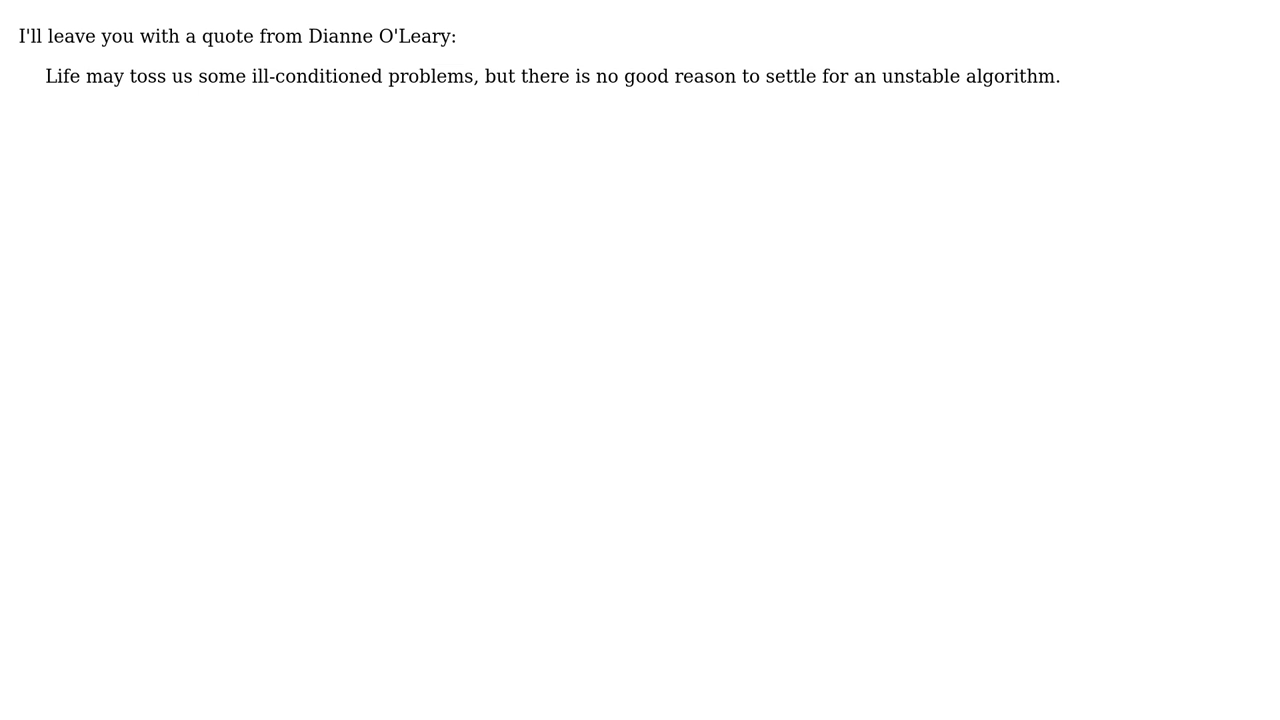 I'll leave you with a quote from Dianne O'Leary:
Life may toss us some ill-conditioned problems, but there is no good reason to settle for an unstable algorithm.